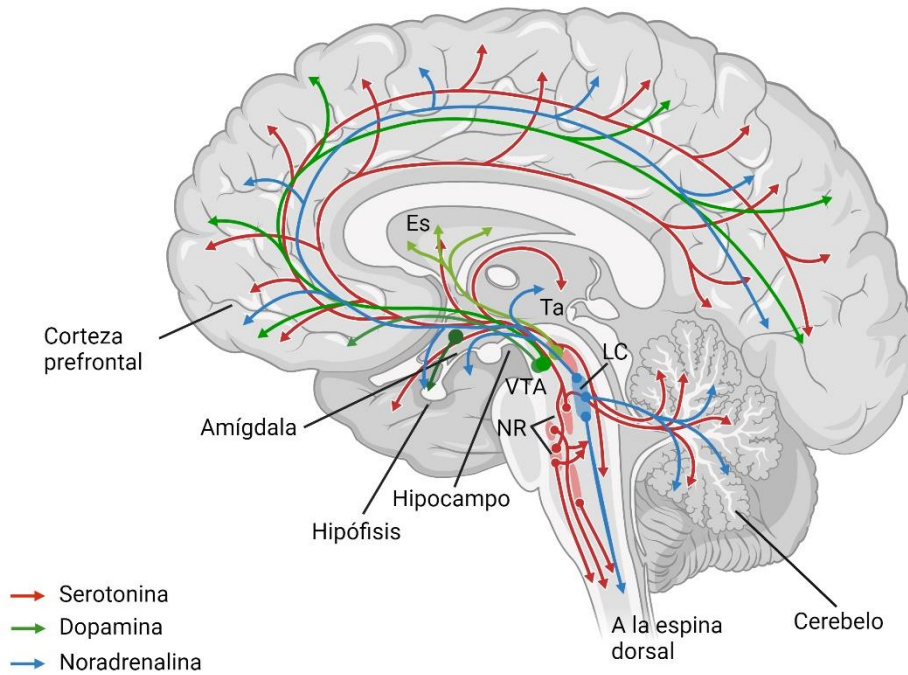 Es
Ta
Corteza
prefrontal
LC
VTA
Amígdala
NR
Hipocampo
Hipófisis
Serotonina
Dopamina
Noradrenalina
A la espina
dorsal
Cerebelo